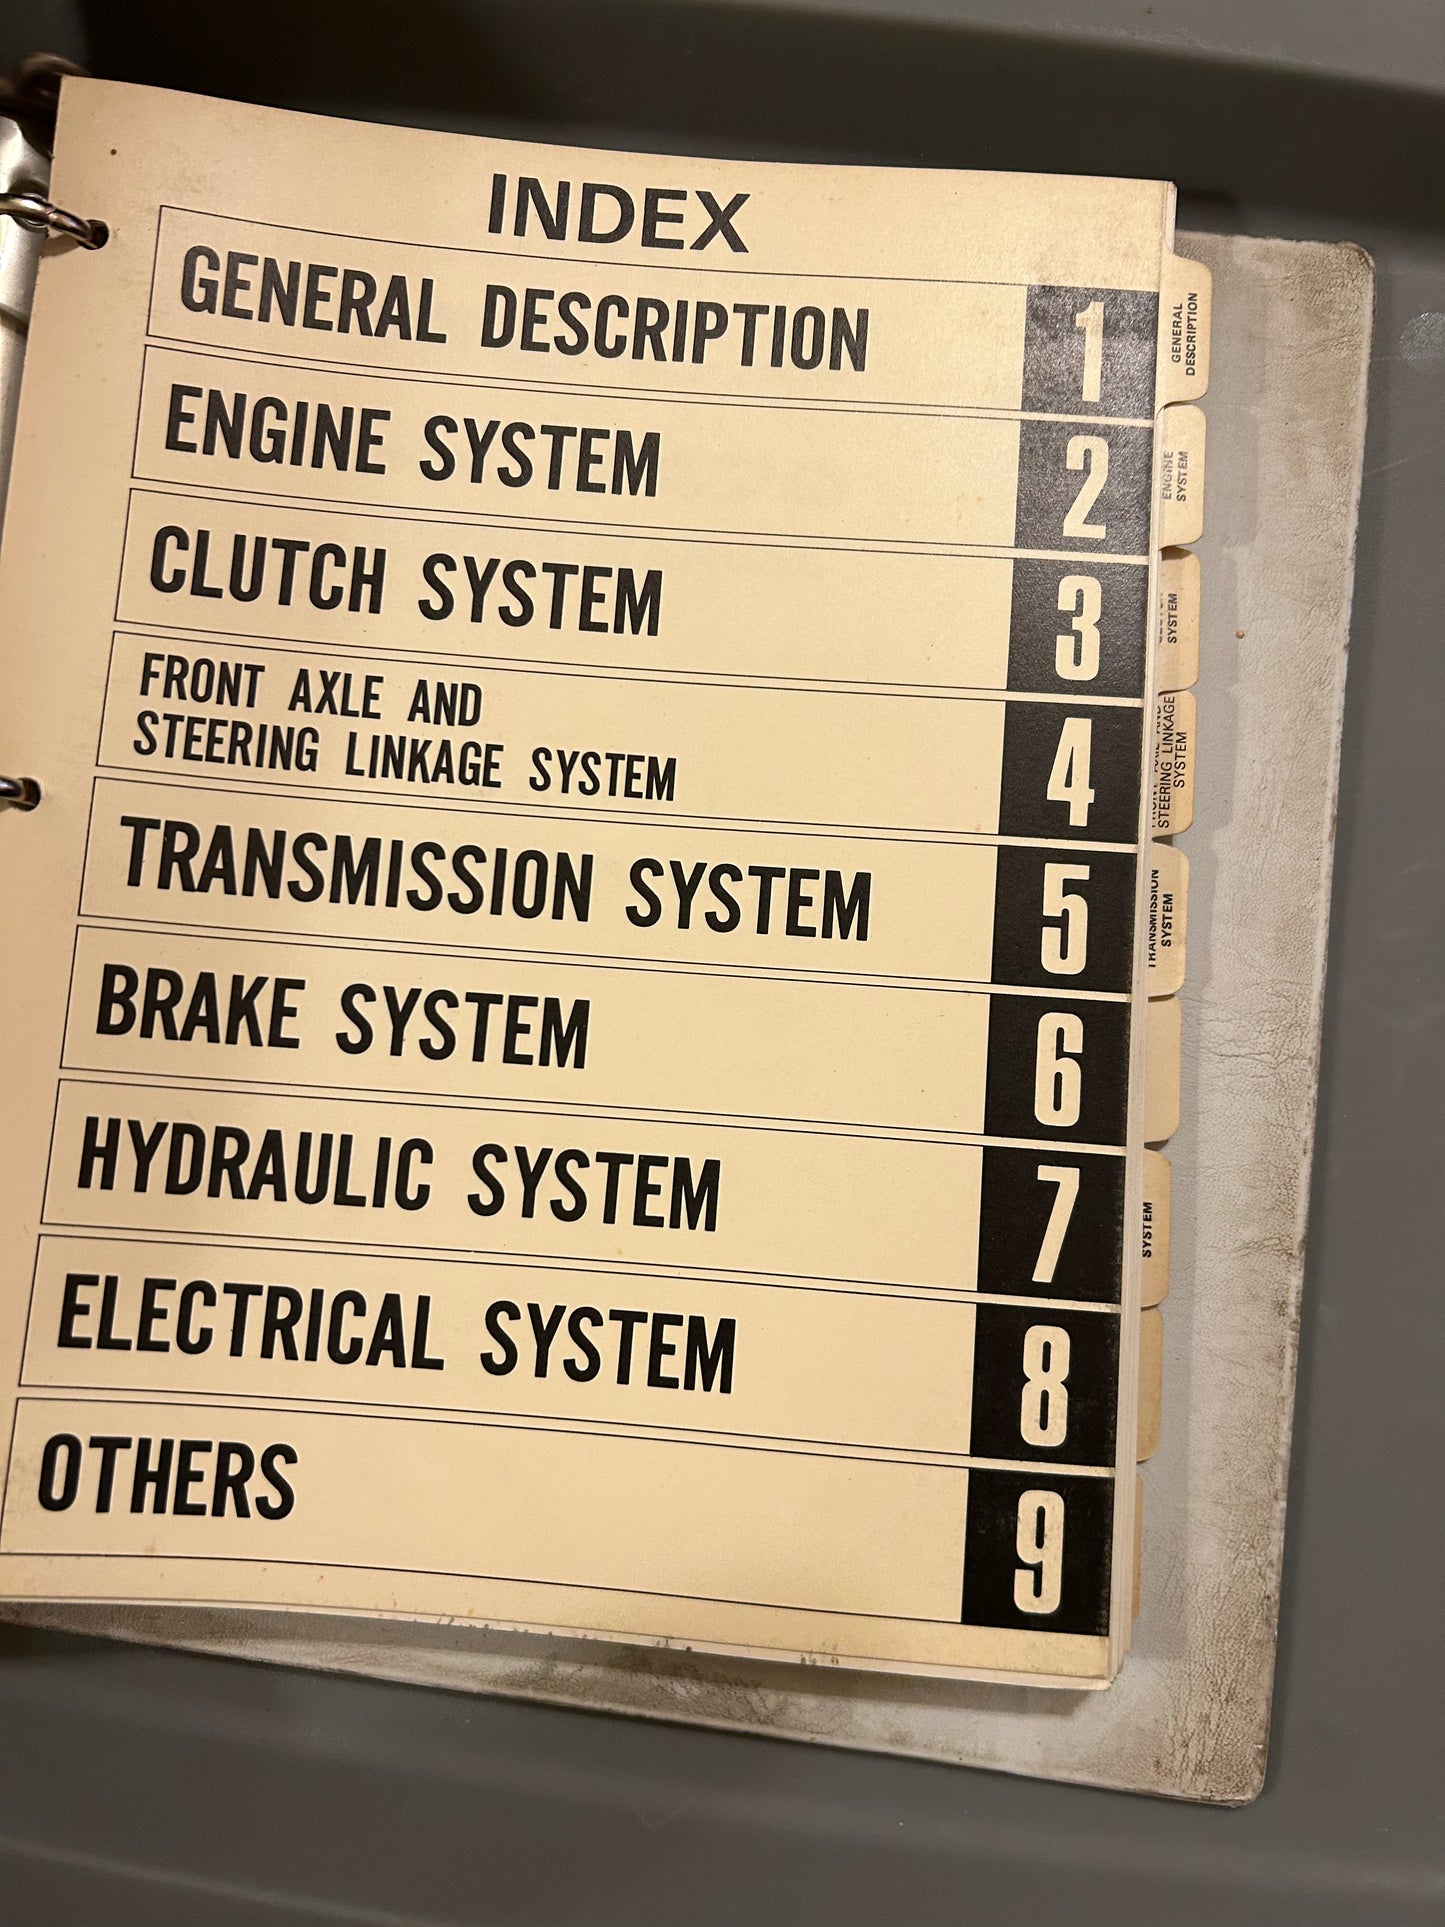 INDEX
GENERAL DESCRIPTION 1
ENGINE SYSTEM 2
CLUTCH SYSTEM 3
FRONT AXLE AND
STEERING LINKAGE SYSTEM 4
TRANSMISSION SYSTEM 5
BRAKE SYSTEM 6
HYDRAULIC SYSTEM 7
ELECTRICAL SYSTEM 8
OTHERS 9
GENERAL
DESCRIPTION
ENGINE
SYSTEM
SYSTEM
STEERING LINKAGE
SYSTEM
TRANSMISSION
SYSTEM
SYSTEM